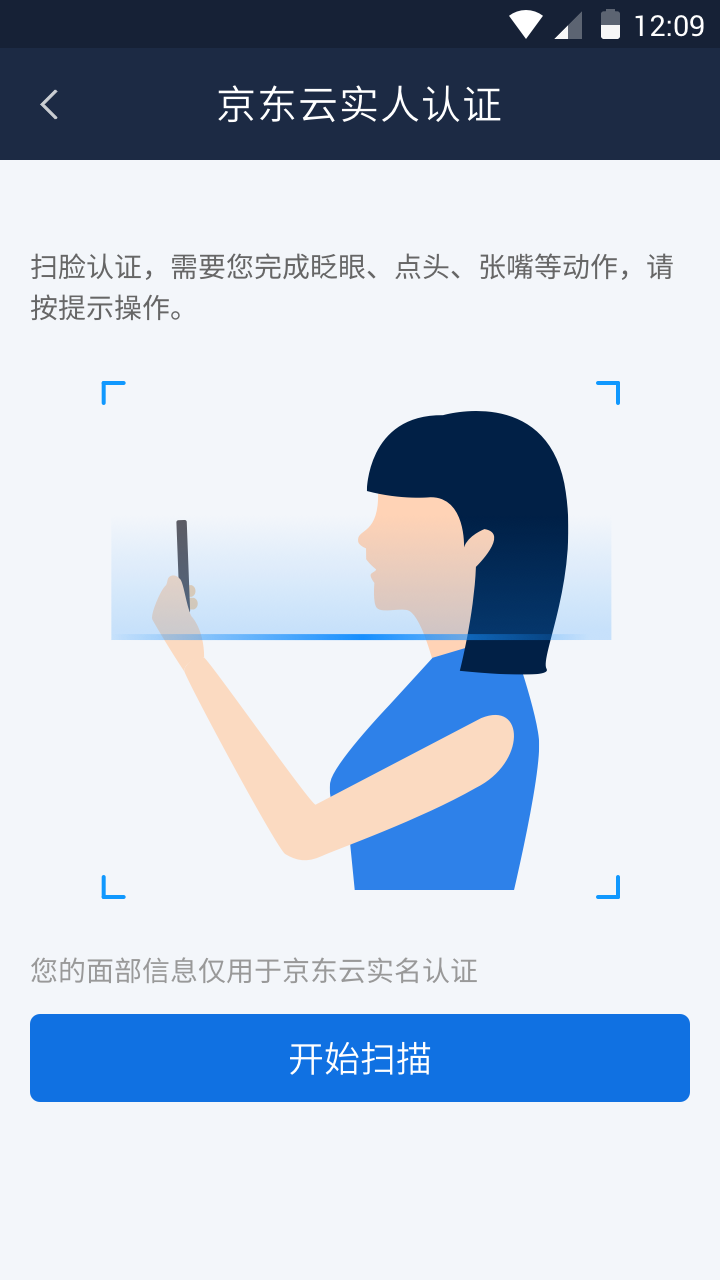 12:09
京东云实人认证
扫脸认证，需要您完成眨眼、点头、张嘴等动作，请
按提示操作。
您的面部信息仅用于京东云实名认证
开始扫描